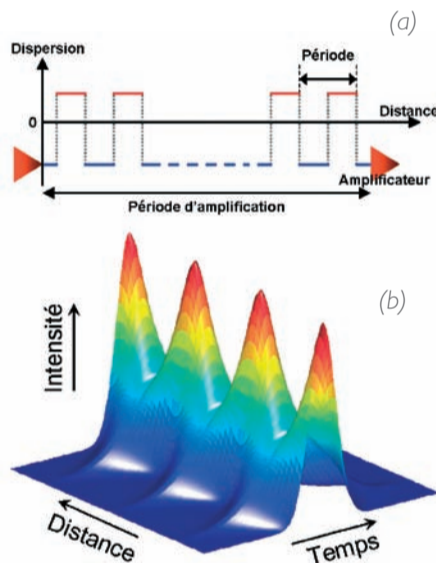 (a)
Dispersion
Période
0
Distance
Amplificateur
Période d'amplification
(b)
Intensité
Distance
Temps